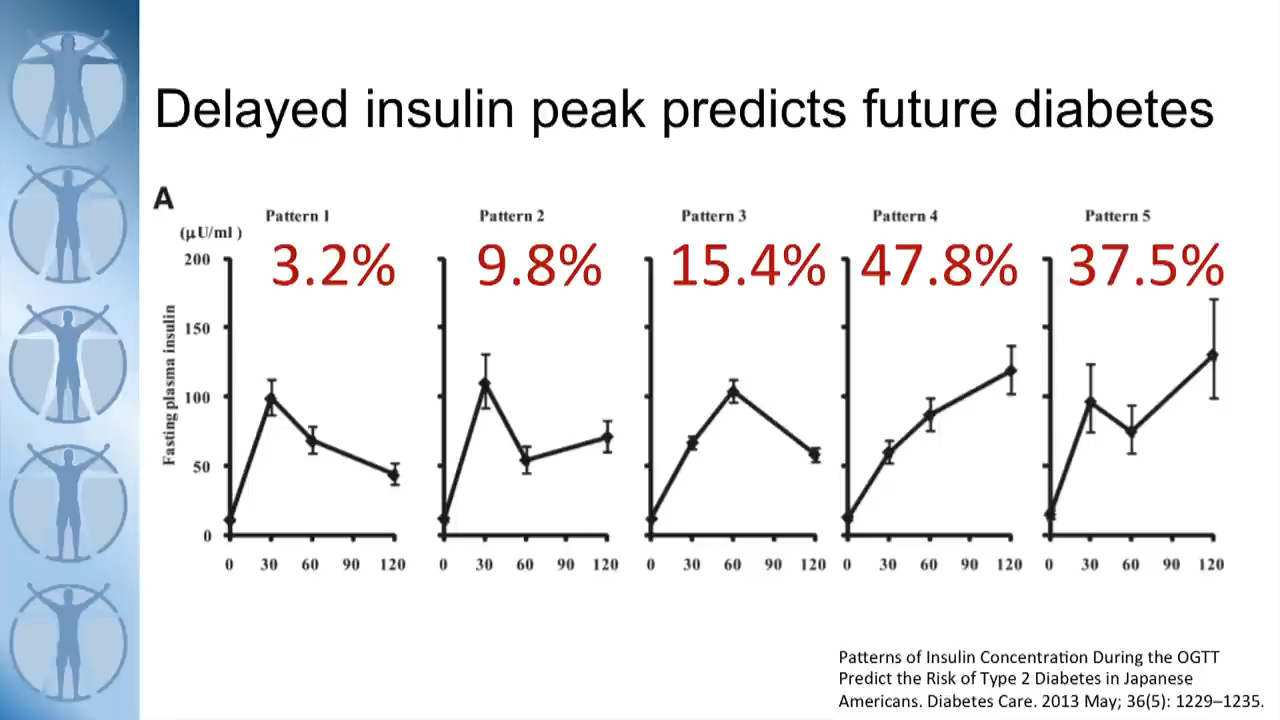 Delayed insulin peak predicts future diabetes
A
Pattern 1 Pattern 2 Pattern 3 Pattern 4 Pattern 5
(μU/ml )
3.2% 9.8% 15.4% 47.8% 37.5%
200
150
100
50
0
Fasting plasma insulin
0 30 60 90 120 0 30 60 90 120 0 30 60 90 120 0 30 60 90 120 0 30 60 90 120
Patterns of Insulin Concentration During the OGTT
Predict the Risk of Type 2 Diabetes in Japanese
Americans. Diabetes Care. 2013 May; 36(5): 1229–1235.